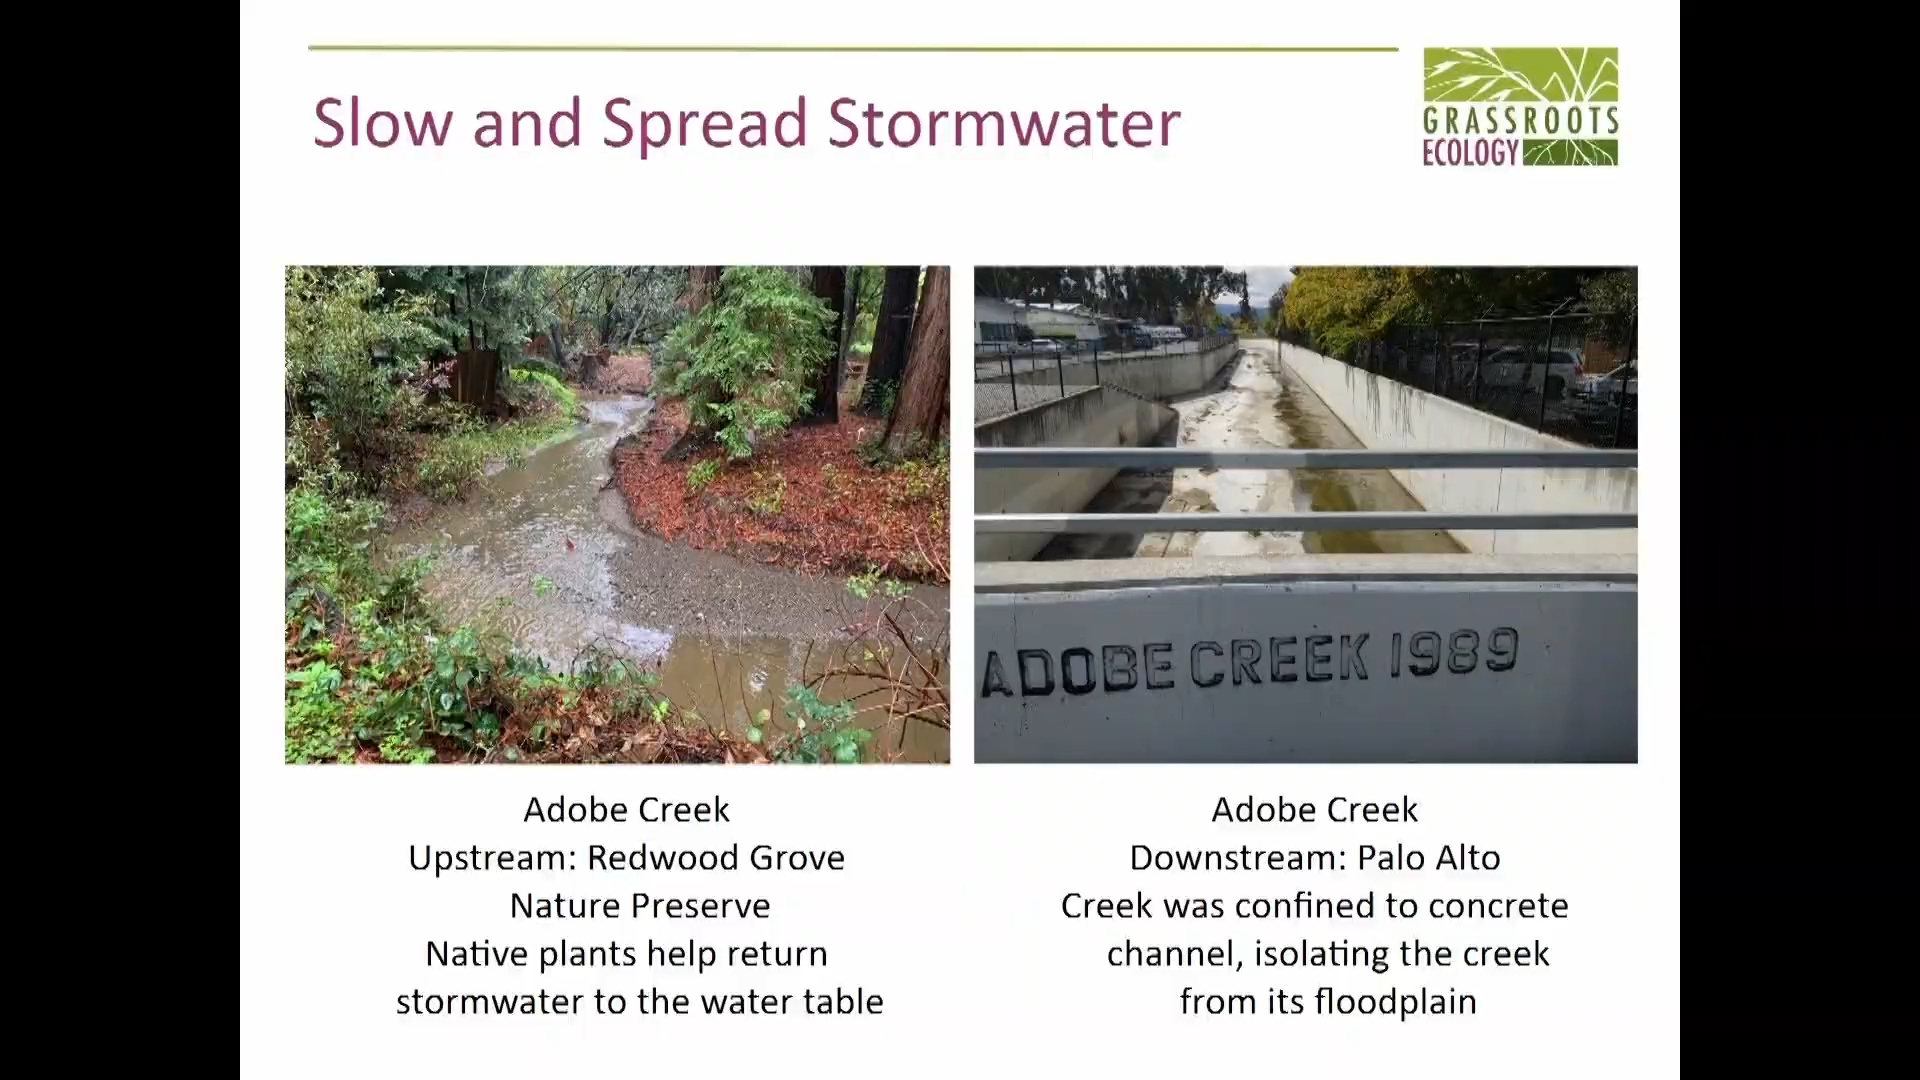 Slow and Spread Stormwater
GRASSROOTS
ECOLOGY
ADOBE CREEK 1989
Adobe Creek
Upstream: Redwood Grove
Nature Preserve
Native plants help return
stormwater to the water table
Adobe Creek
Downstream: Palo Alto
Creek was confined to concrete
channel, isolating the creek
from its floodplain